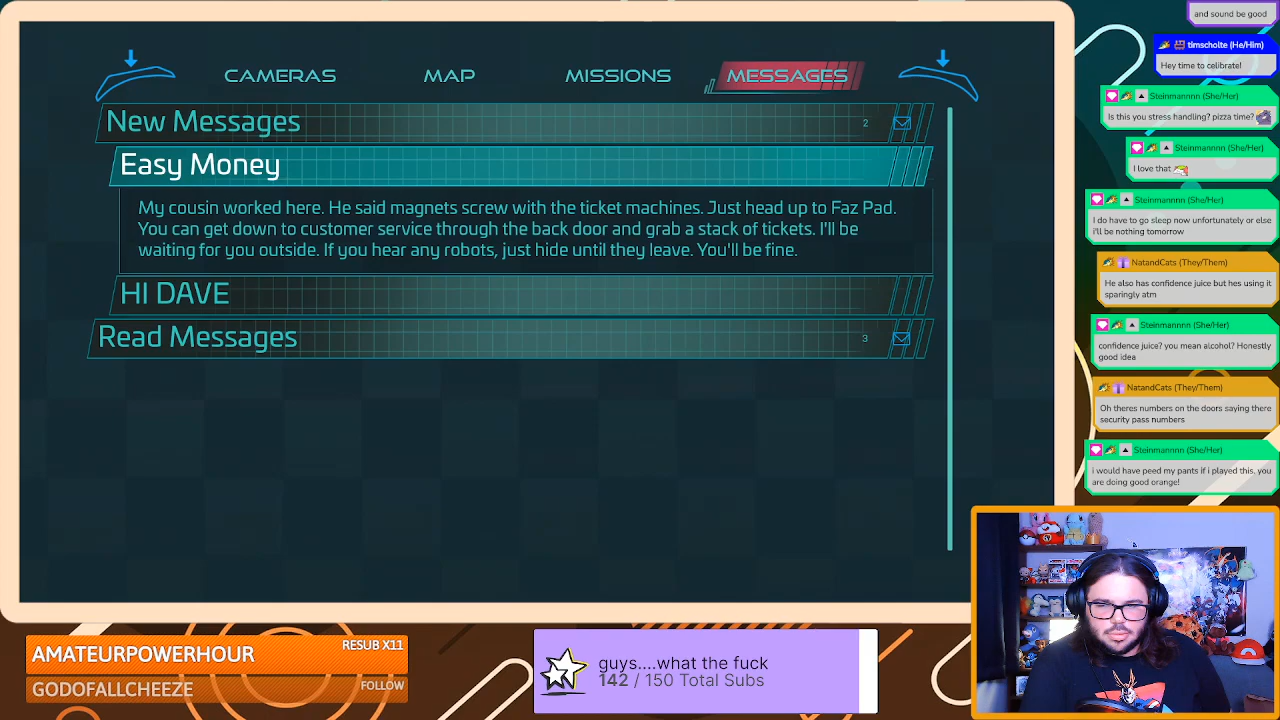 CAMERAS
MAP
MISSIONS
MESSAGES
New Messages
2
Easy Money
My cousin worked here. He said magnets screw with the ticket machines. Just head up to Faz Pad.
You can get down to customer service through the back door and grab a stack of tickets. I'll be
waiting for you outside. If you hear any robots, just hide until they leave. You'll be fine.
HI DAVE
Read Messages
3
and sound be good
timscholte (He/Him)
Hey time to celibrate!
Steinmannnn (She/Her)
Is this you stress handling? pizza time?
Steinmannnn (She/Her)
I love that
Steinmannnn (She/Her)
I do have to go sleep now unfortunately or else
i'll be nothing tomorrow
NatandCats (They/Them)
He also has confidence juice but hes using it
sparingly atm
Steinmannnn (She/Her)
confidence juice? you mean alcohol? Honestly
good idea
NatandCats (They/Them)
Oh theres numbers on the doors saying there
security pass numbers
Steinmannnn (She/Her)
i would have peed my pants if i played this, you
are doing good orange!
AMATEURPOWERHOUR
RESUB X11
GODOFALLCHEEZE
FOLLOW
guys....what the fuck
142 / 150 Total Subs